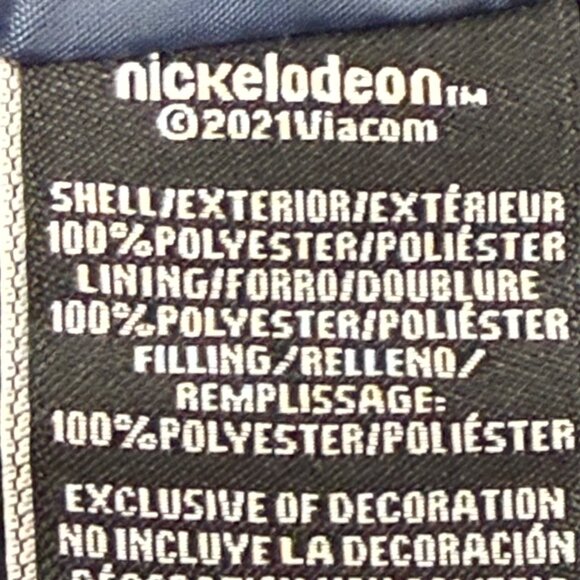 nickelodeon™
©2021Viacom
SHELL/EXTERIOR/EXTÉRIEUR
100%POLYESTER/POLIÉSTER
LINING/FORRO/DOUBLURE
100%POLYESTER/POLIÉSTER
FILLING/RELLENO/
REMPLISSAGE:
100%POLYESTER/POLIÉSTER
EXCLUSIVE OF DECORATION
NO INCLUYE LA DECORACIÓN